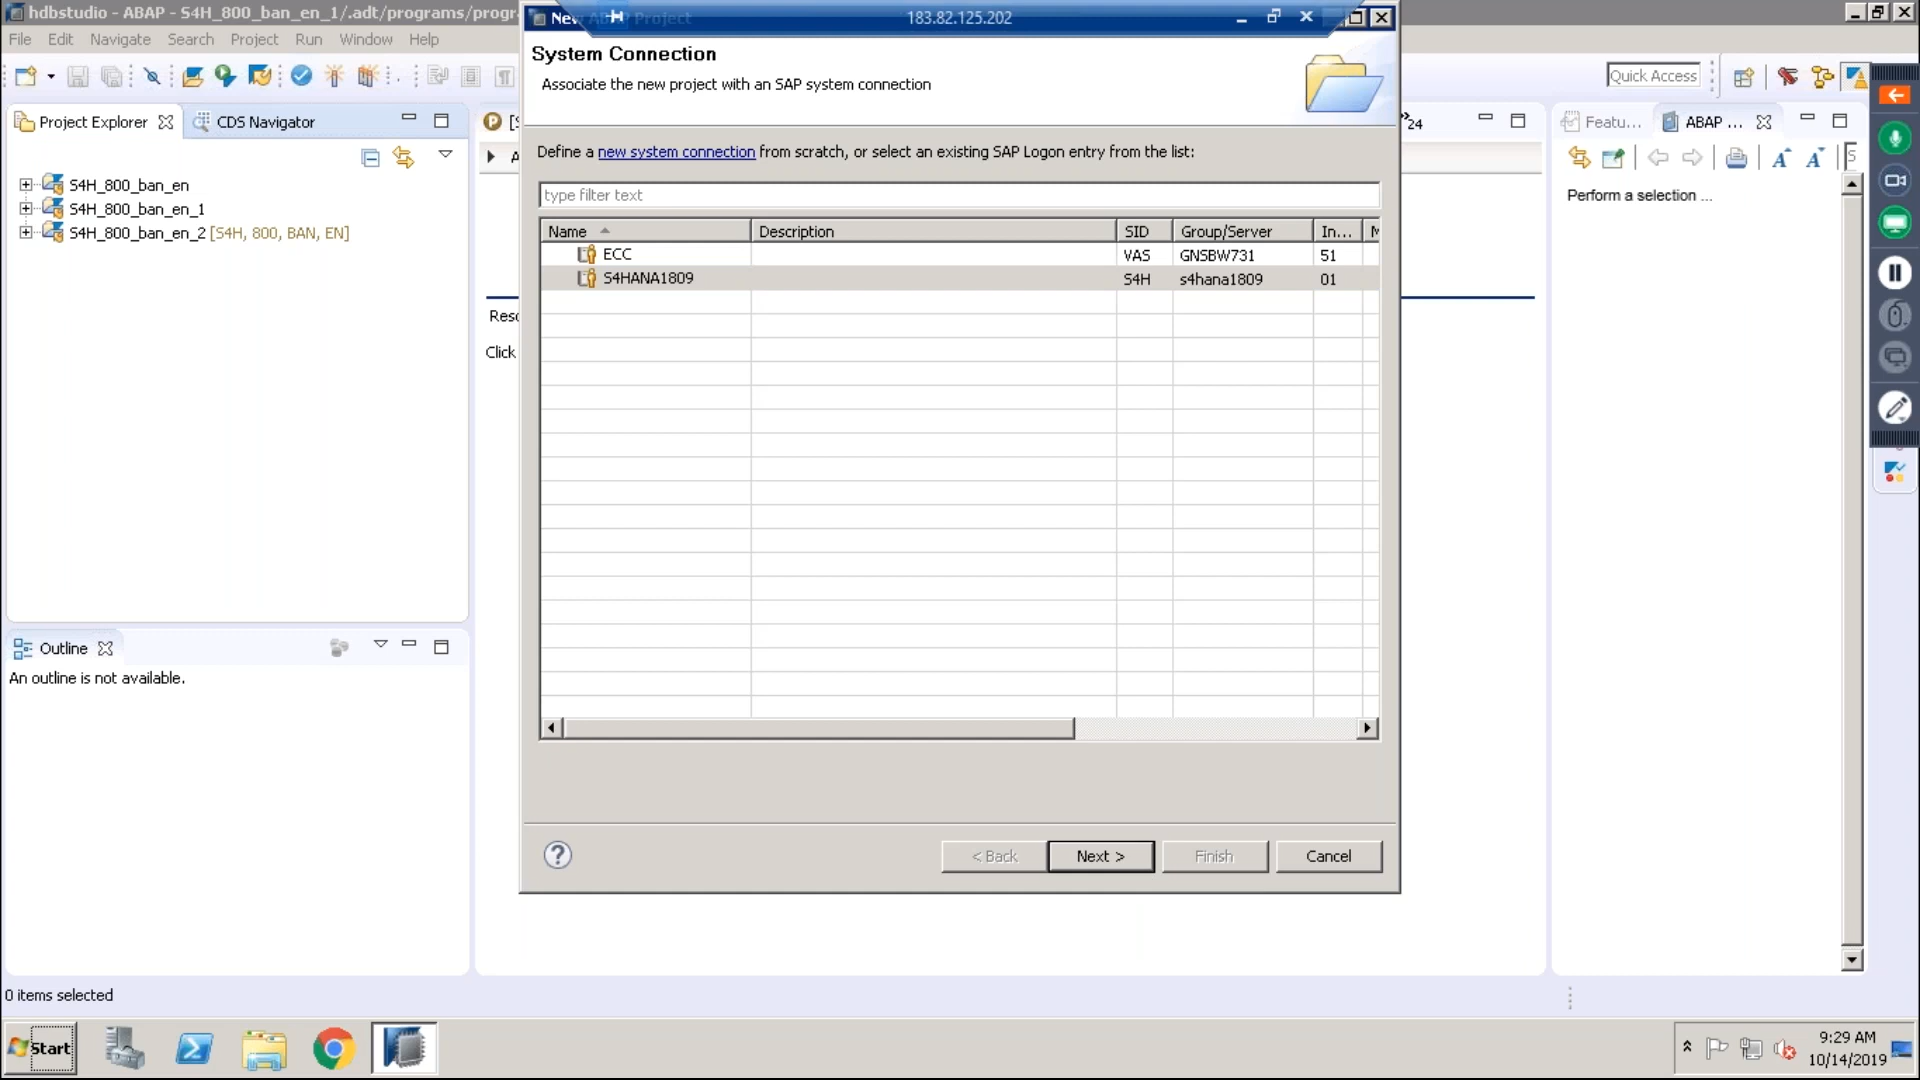 hdbstudio - ABAP - S4H_800_ban_en_1/.adt/programs/progr
File Edit Navigate Search Project Run Window Help
Quick Access
Project Explorer
CDS Navigator
S4H_800_ban_en
S4H_800_ban_en_1
S4H_800_ban_en_2 [S4H, 800, BAN, EN]
Outline
An outline is not available.
0 items selected
Click
24
New ABAP Project
183.82.125.202
System Connection
Associate the new project with an SAP system connection
Define a new system connection from scratch, or select an existing SAP Logon entry from the list:
type filter text
Name Description SID Group/Server In... M
ECC VAS GNSBW731 51
S4HANA1809 S4H s4hana1809 01
< Back Next > Finish Cancel
Featu...
ABAP ...
Perform a selection ...
Start
9:29 AM
10/14/2019